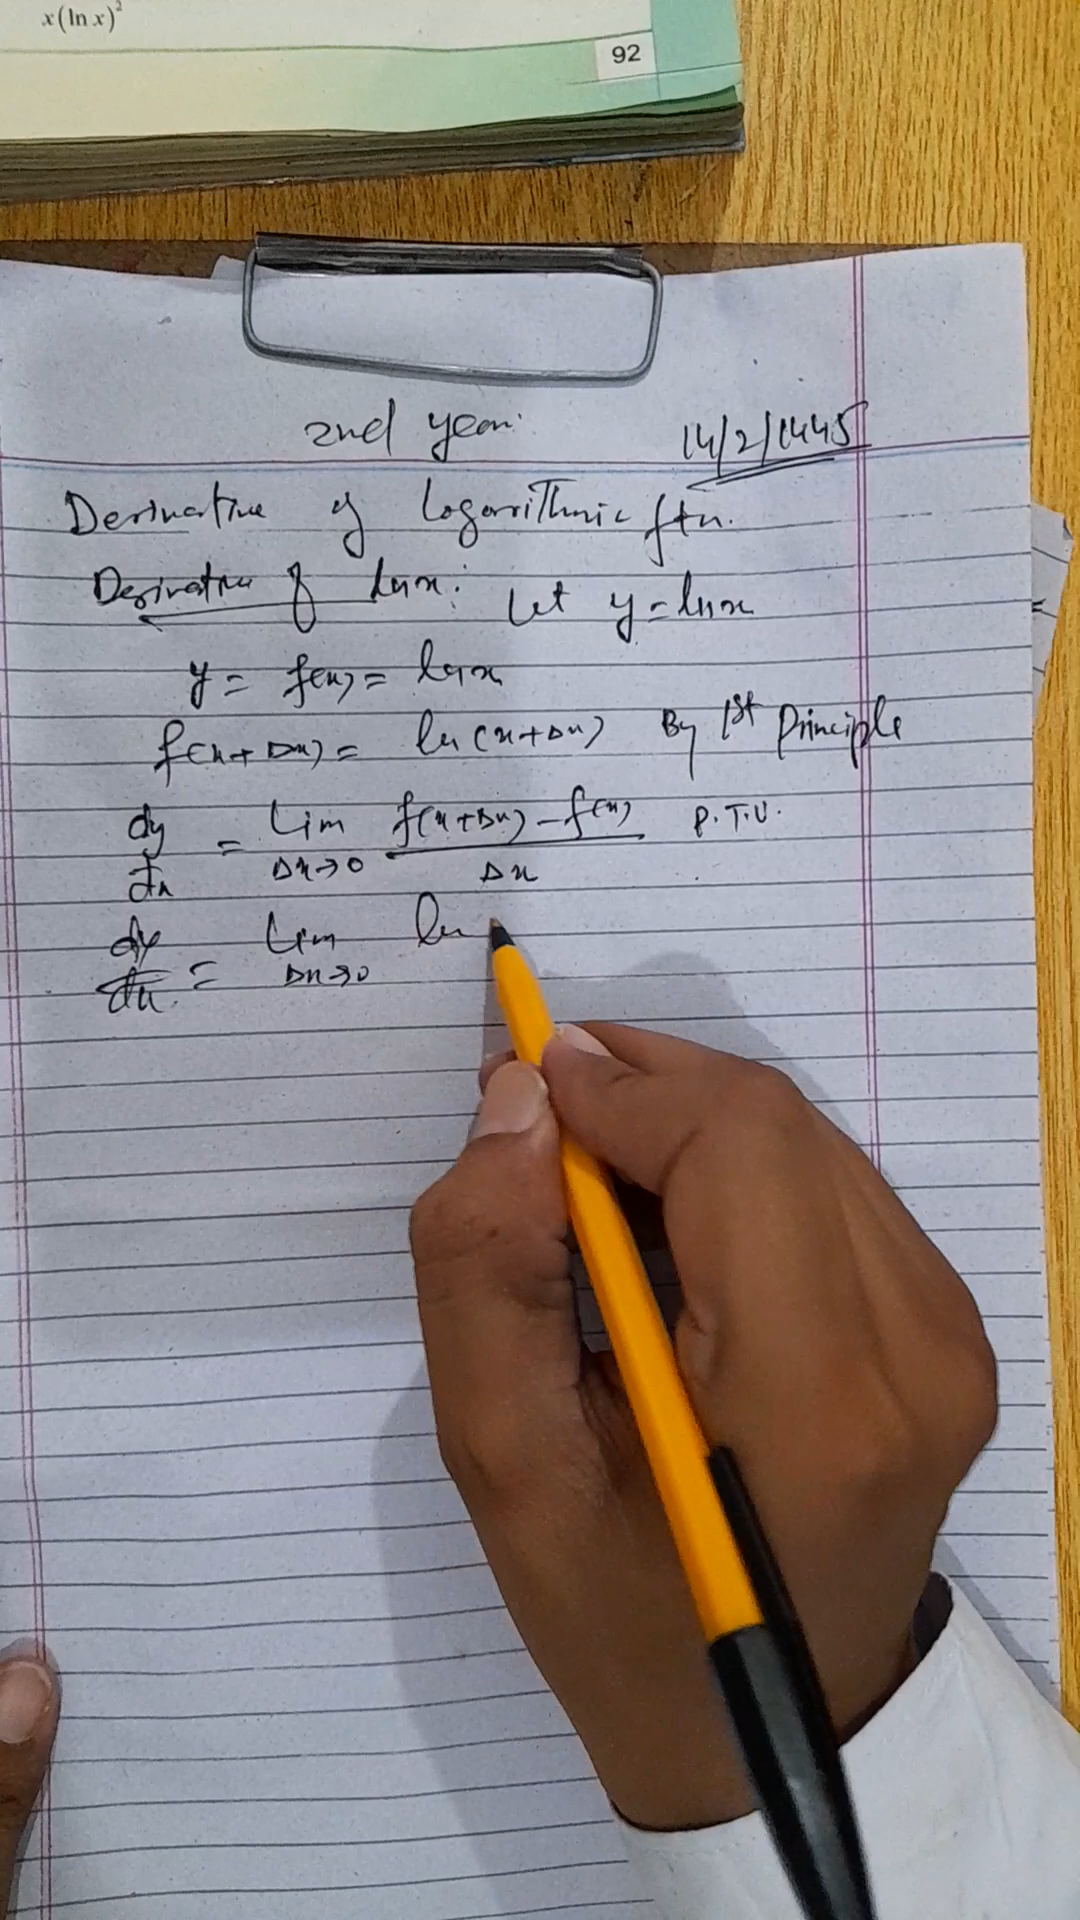 x(ln x)²
92
2nd year
14/2/1445
Derivative of Logarithmic ftn.
Derivative of lnx: Let y=lnx
y = f(x) = lnx
f(x+Δx) = ln(x+Δx) By 1st Principle
dy/dx = Lim Δx→0 f(x+Δx)-f(x)/Δx P.T.V.
dy/dx = Lim Δx→0 ln